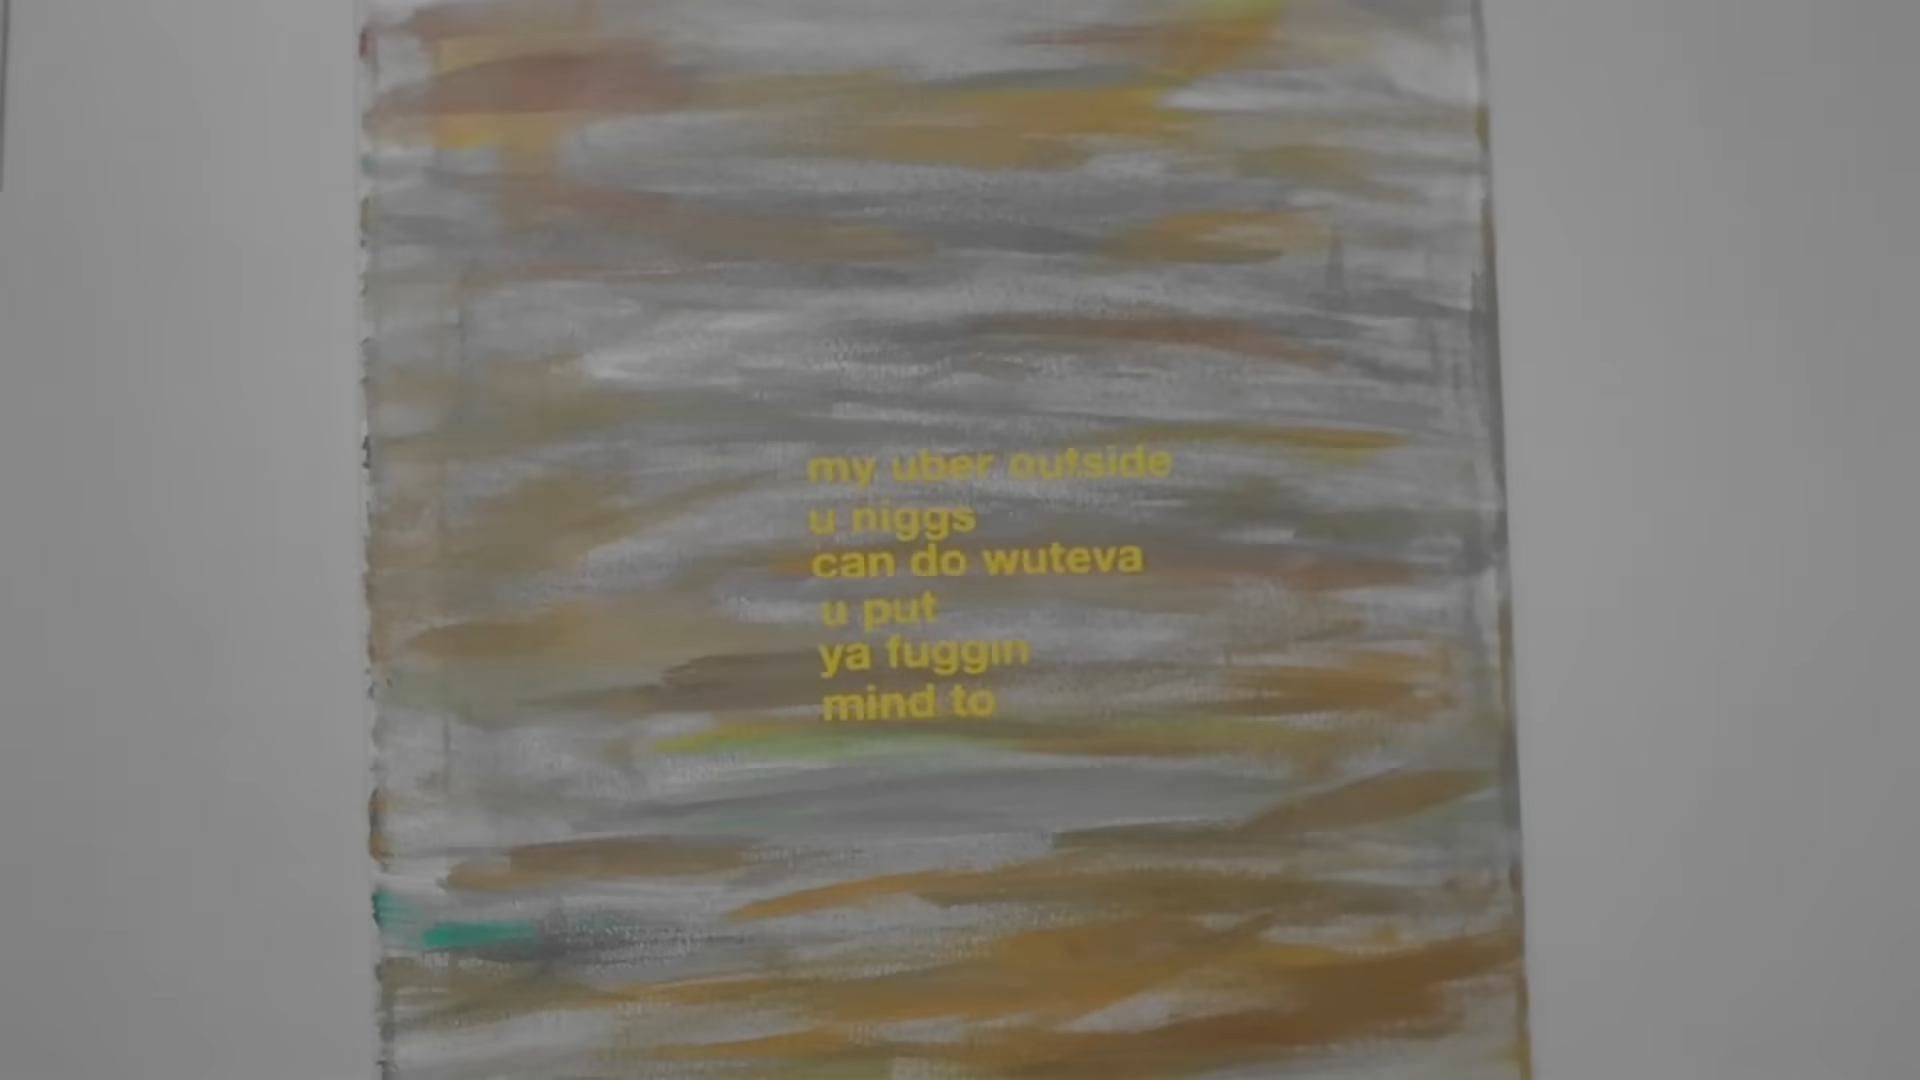 my uber outside
u niggs
can do wuteva
u put
ya fuggin
mind to